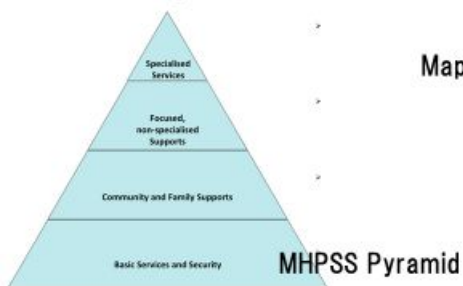 Specialised
Services
Map
Focused,
non-specialised
Supports
Community and Family Supports
Basic Services and Security
MHPSS Pyramid